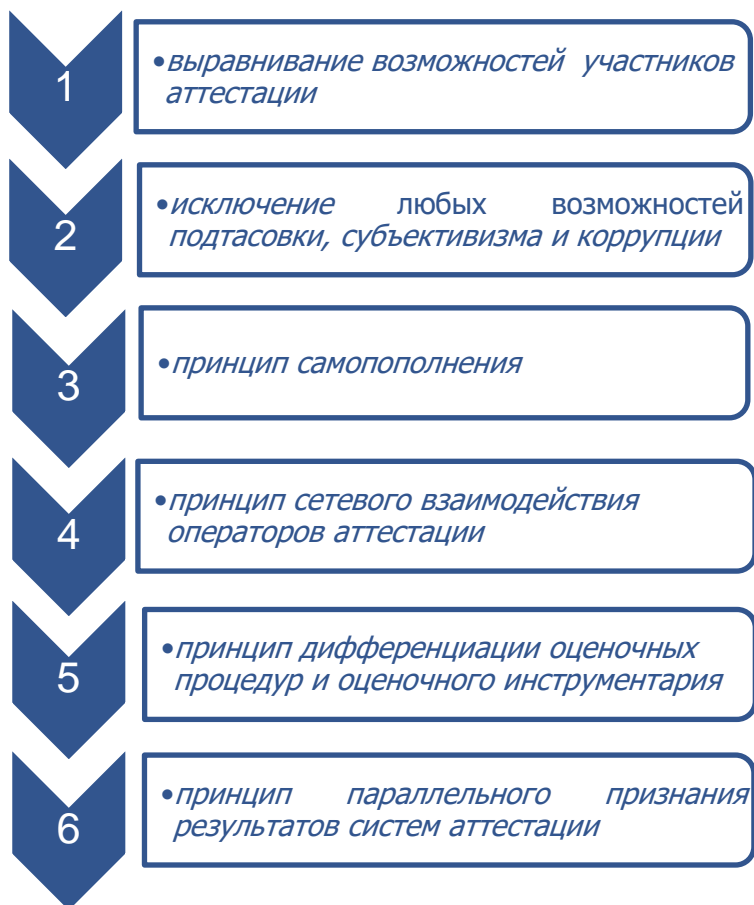 1
•выравнивание возможностей участников
аттестации
2
•исключение любых возможностей
подтасовки, субъективизма и коррупции
3
•принцип самопополнения
4
•принцип сетевого взаимодействия
операторов аттестации
5
•принцип дифференциации оценочных
процедур и оценочного инструментария
6
•принцип параллельного признания
результатов систем аттестации